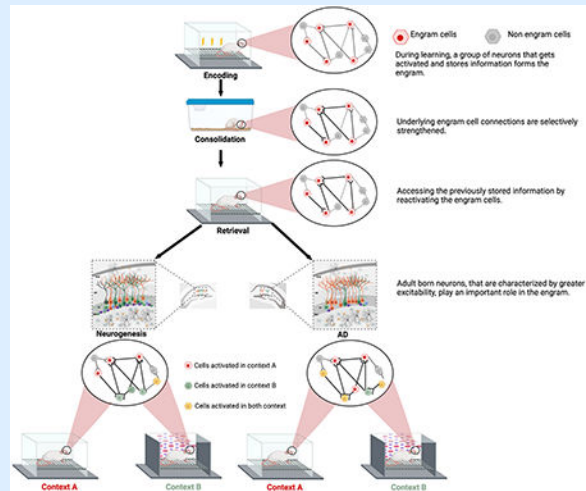 Engram cells
Non engram cells
During learning, a group of neurons that gets
activated and stores information forms the
engram.
Encoding
Underlying engram cell connections are selectively
strengthened.
Consolidation
Accessing the previously stored information by
reactivating the engram cells.
Retrieval
Adult born neurons, that are characterized by greater
excitability, play an important role in the engram.
Neurogenesis
AD
Cells activated in context A
Cells activated in context B
Cells activated in both context
Context A
Context B
Context A
Context B